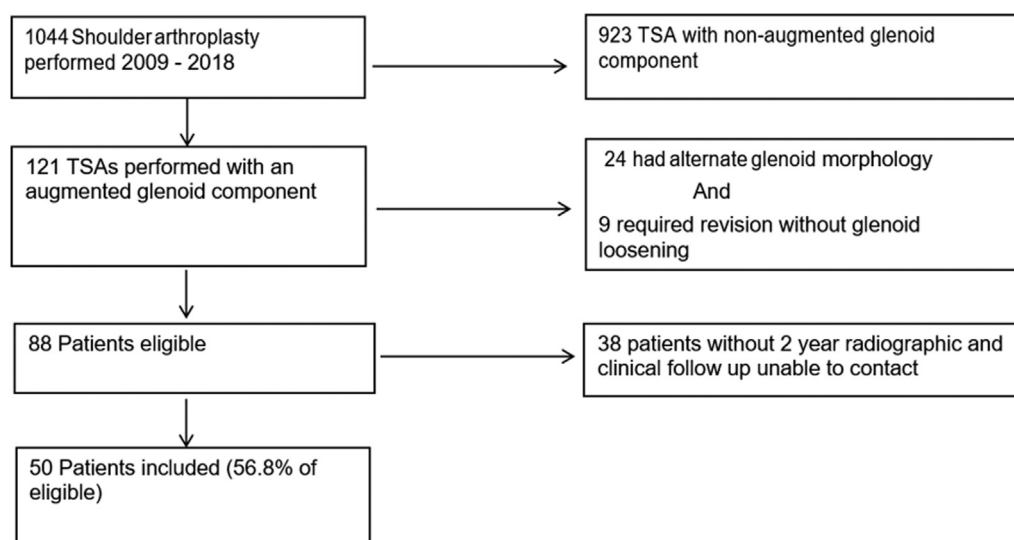 1044 Shoulder arthroplasty
performed 2009 - 2018
923 TSA with non-augmented glenoid
component
121 TSAs performed with an
augmented glenoid component
24 had alternate glenoid morphology
And
9 required revision without glenoid
loosening
88 Patients eligible
38 patients without 2 year radiographic and
clinical follow up unable to contact
50 Patients included (56.8% of
eligible)